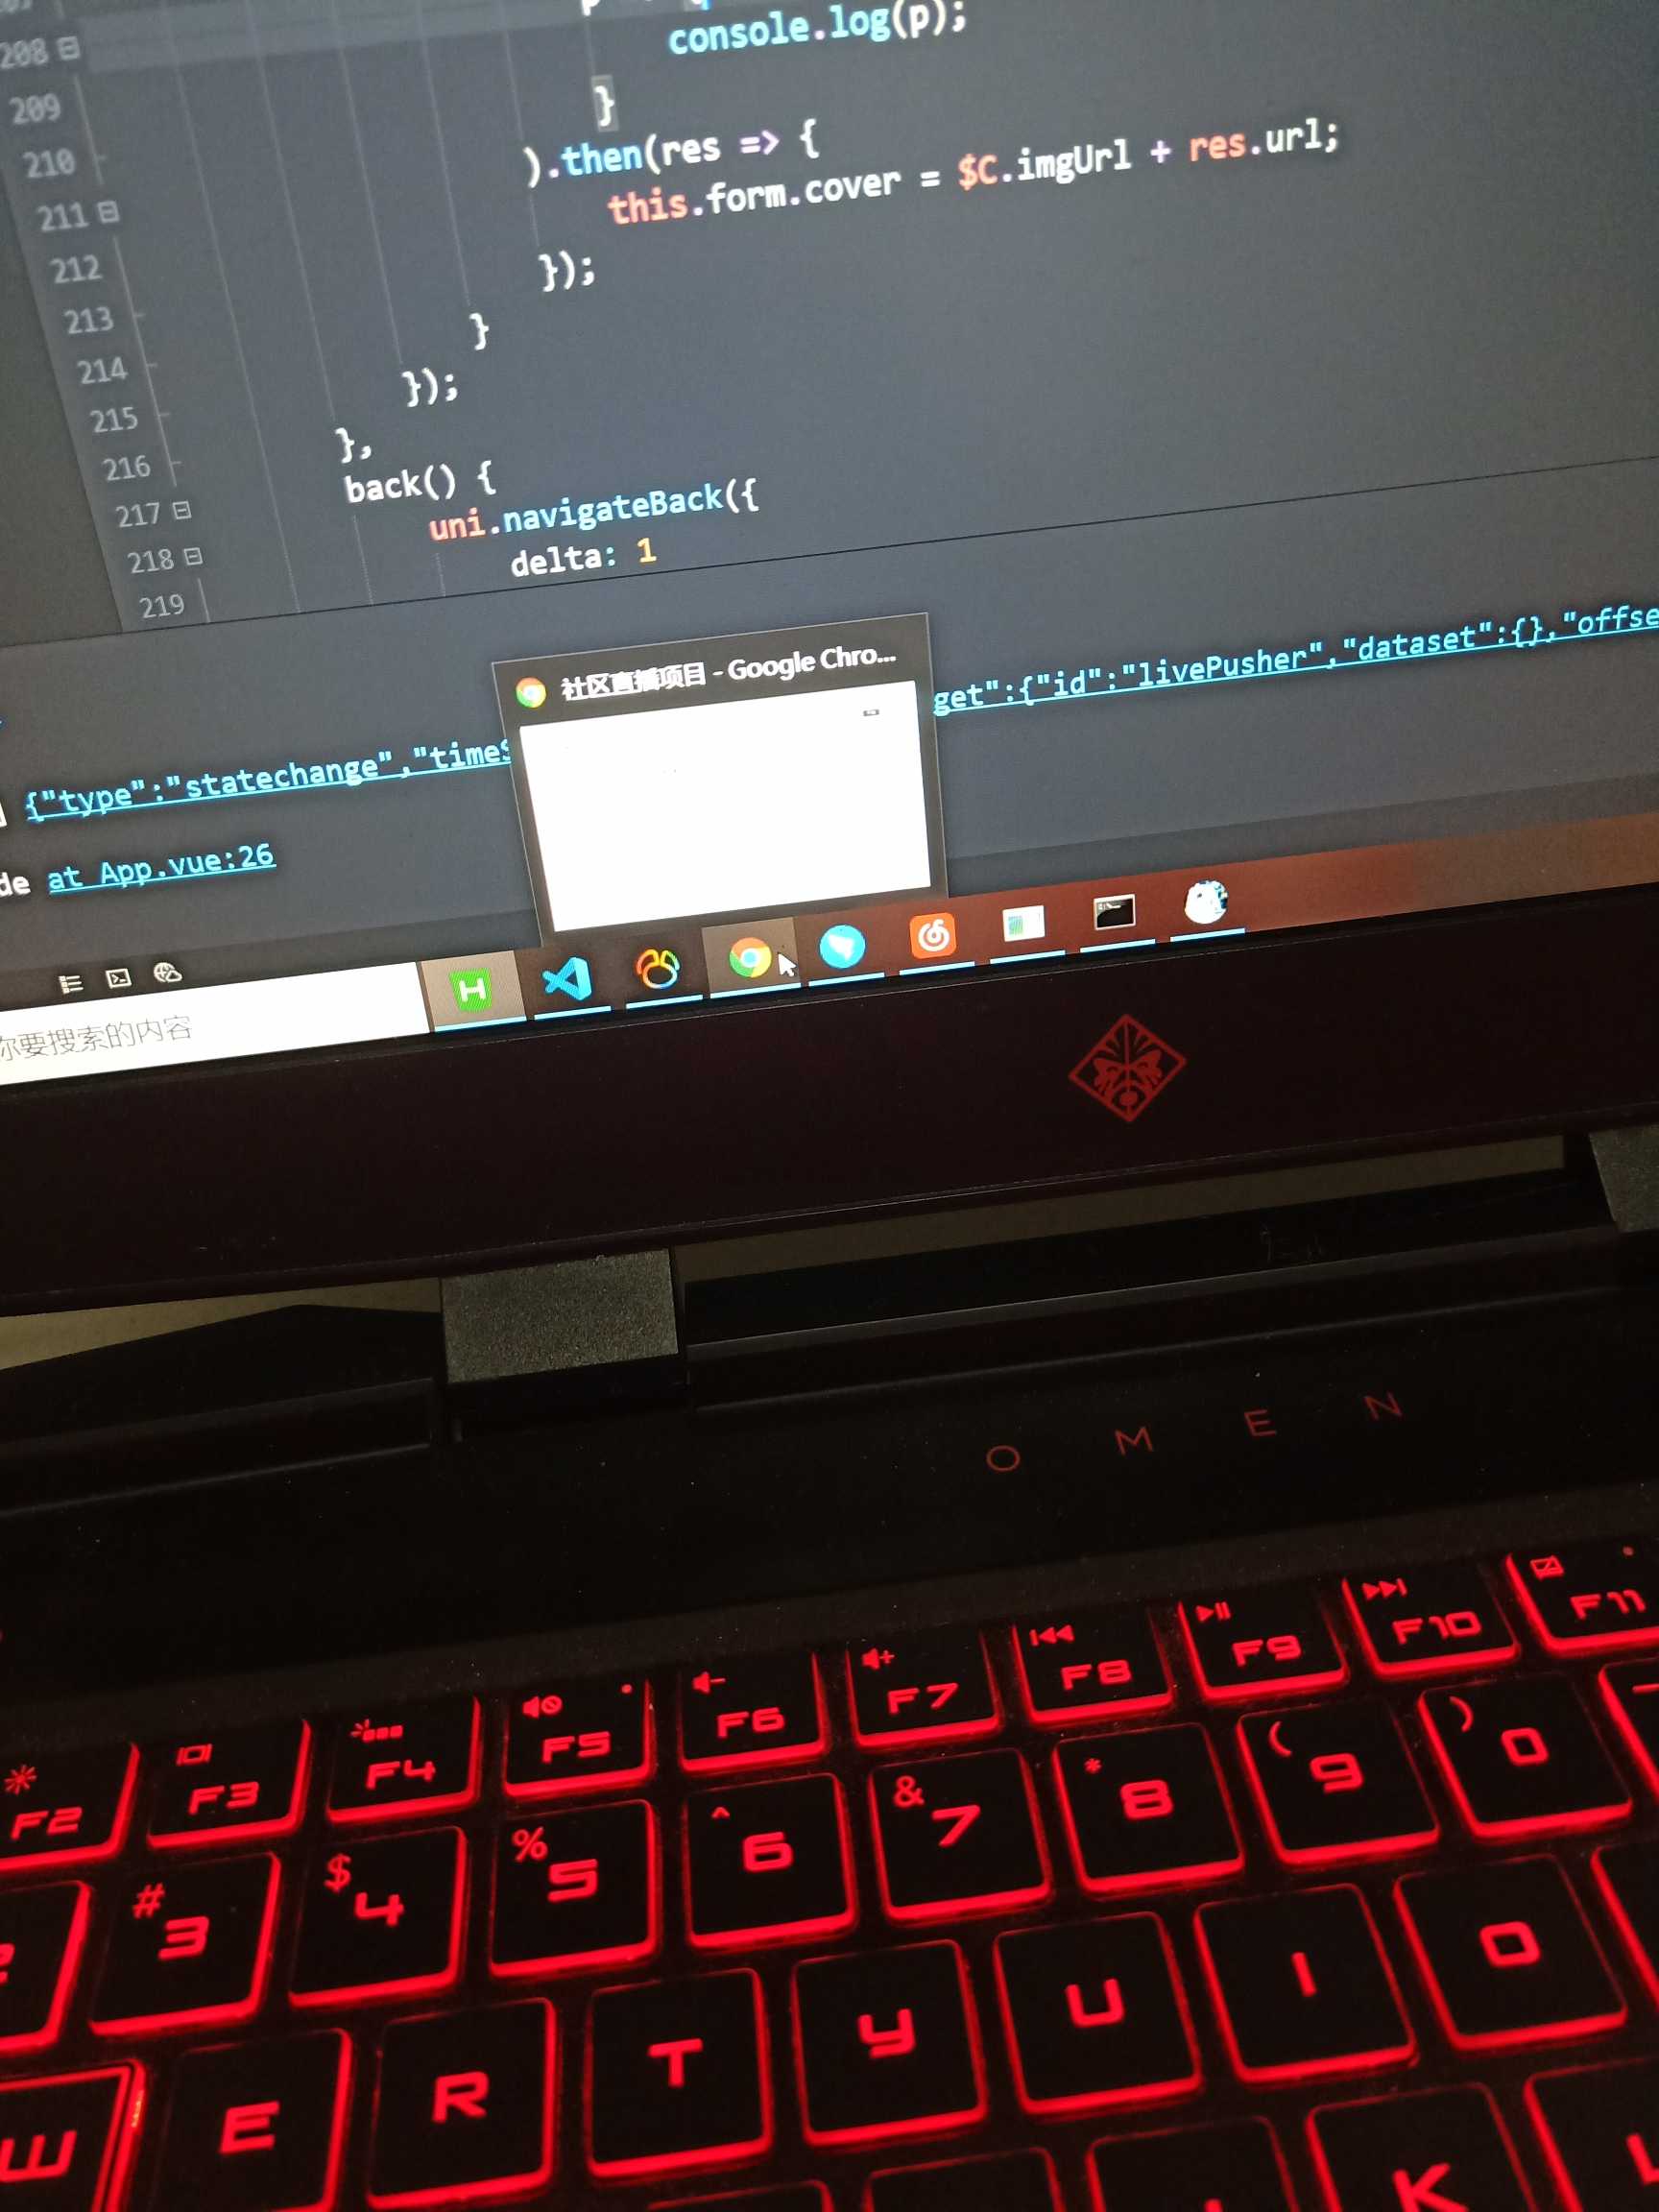 208
console.log(p);
209
}
210
).then(res => {
211
this.form.cover = $C.imgUrl + res.url;
212
});
213
}
214
});
215
},
216
back() {
217
uni.navigateBack({
218
delta: 1
219
社区直播项目 - Google Chro...
{"type":"statechange","timeS
get":{"id":"livePusher","dataset":{},"offse
de at App.vue:26
你要搜索的内容
H
OMEN
F2 F3 F4 F5 F6 F7 F8 F9 F10 F11
# 3 $ 4 % 5 ^ 6 & 7 * 8 ( 9 ) 0
W E R T Y U I O
K L